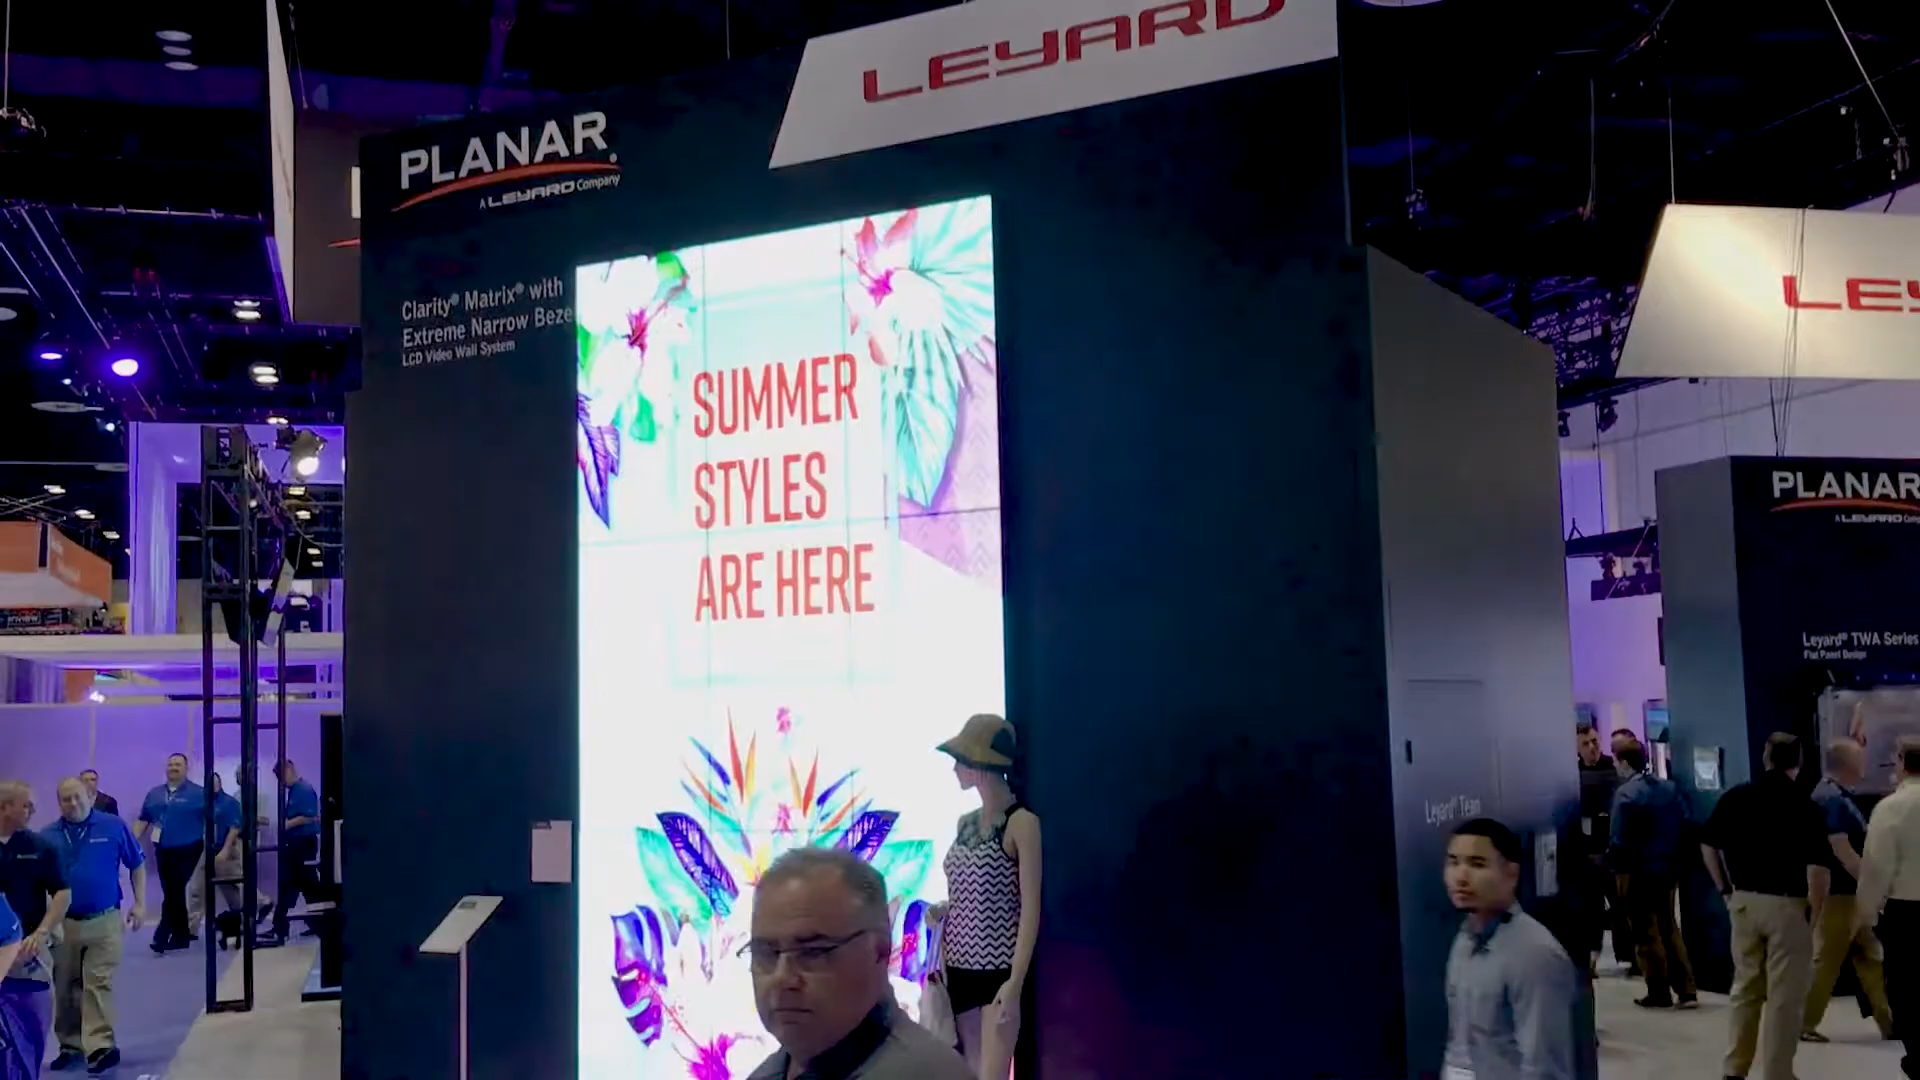 LEYARD
PLANAR
A LEYARD Company
Clarity® Matrix® with
Extreme Narrow Beze
LCD Video Wall System
SUMMER
STYLES
ARE HERE
LEY
PLANAR
A LEYARD Comp
Leyard® TWA Series
Flat Panel Design
Leyard®